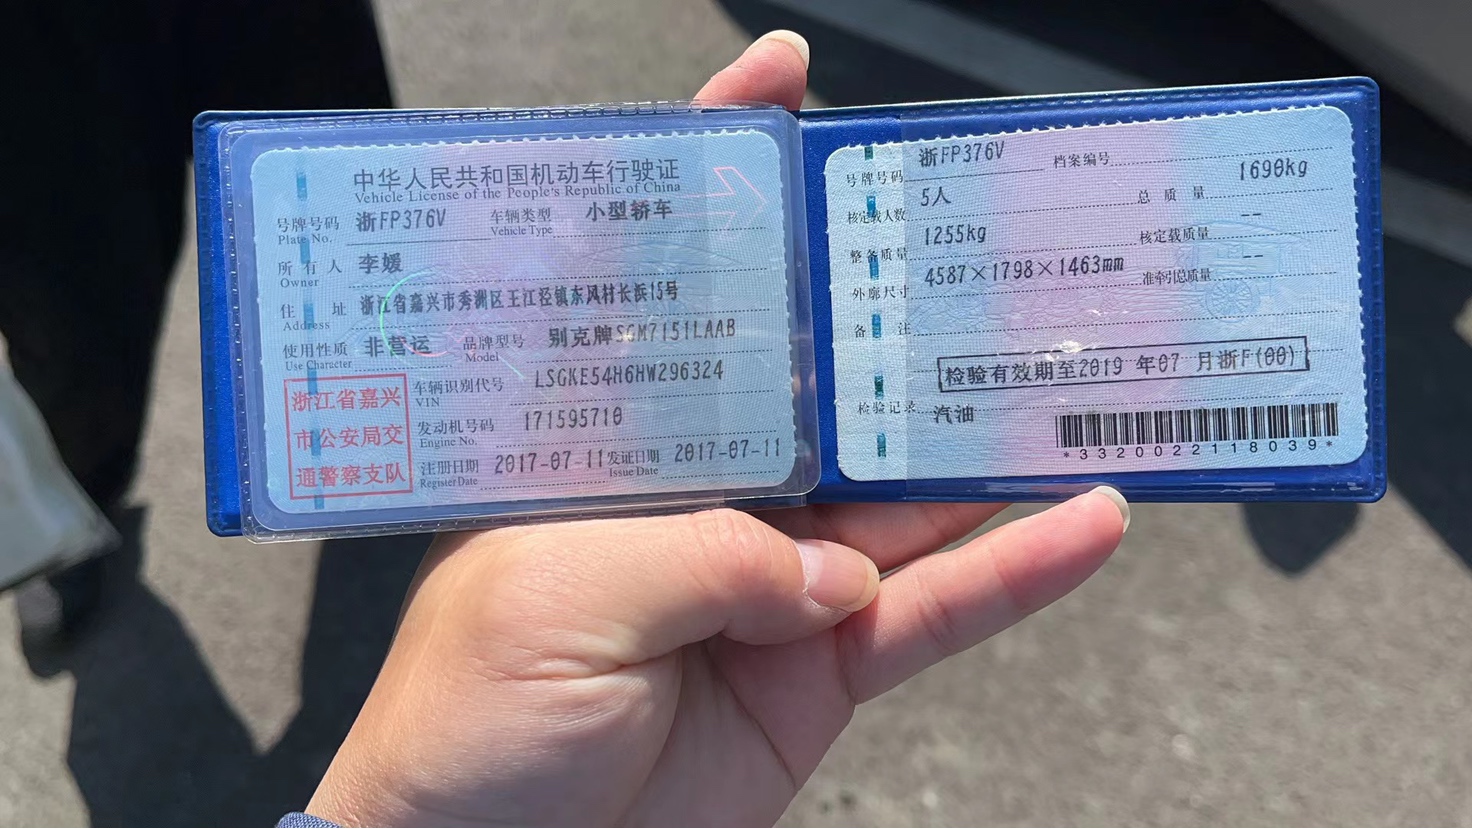 中华人民共和国机动车行驶证
Vehicle License of the People's Republic of China
号牌号码 浙FP376V 车辆类型 小型轿车
Plate No. Vehicle Type
所有人 李媛
Owner
住址 浙江省嘉兴市秀洲区王江泾镇东风村长浜15号
Address
使用性质 非营运 品牌型号 别克牌SGM7151LAAB
Use Character Model
浙江省嘉兴
市公安局交
通警察支队
车辆识别代号 LSGKE54H6HW296324
VIN
发动机号码 171595710
Engine No.
注册日期 2017-07-11 发证日期 2017-07-11
Register Date Issue Date
号牌号码 浙FP376V 档案编号
核定载人数 5人 总质量 1690kg
整备质量 1255kg 核定载质量 --
外廓尺寸 4587×1798×1463mm 准牵引总质量 --
备注
检验有效期至2019年07月浙F(00)
检验记录 汽油
*3320022118039*